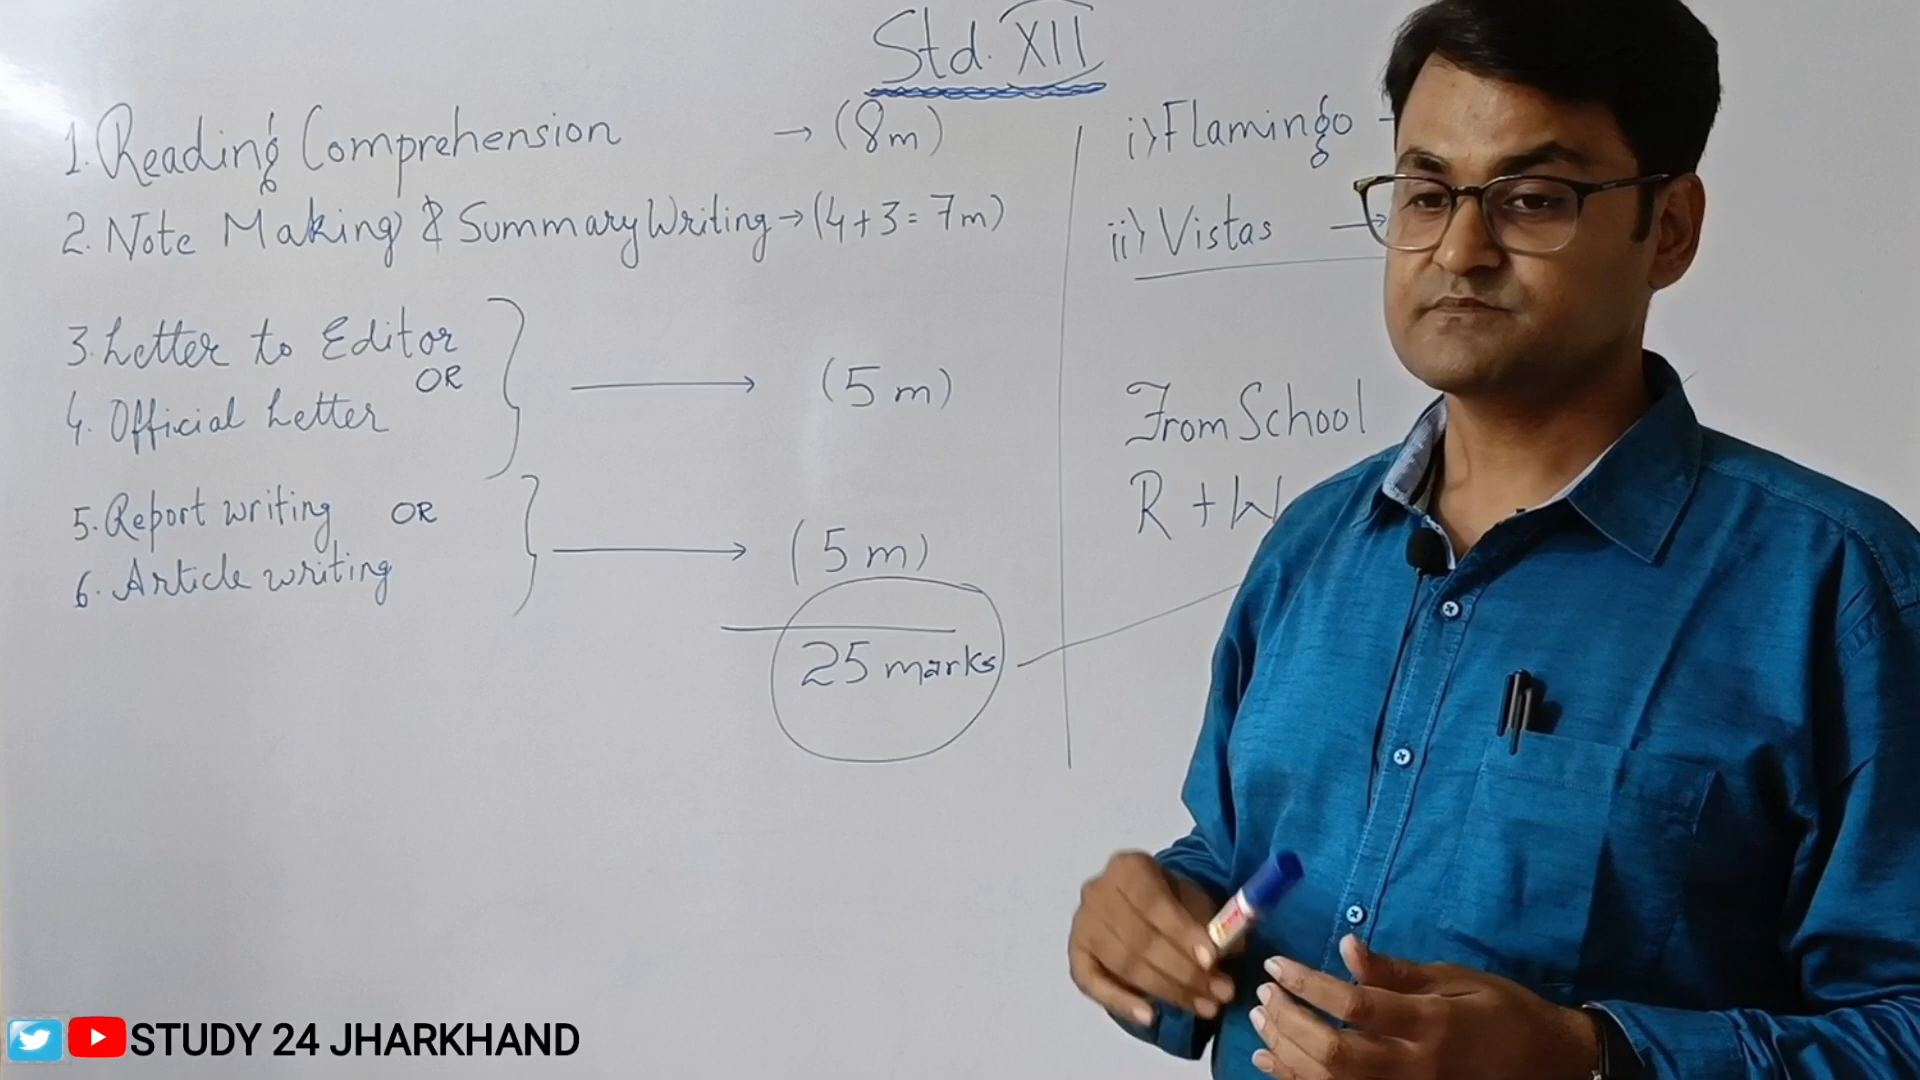 Std. XII
1. Reading Comprehension → (8m)
2. Note Making & Summary Writing → (4+3=7m)
3. Letter to Editor
OR
4. Official Letter → (5m)
5. Report writing OR
6. Article writing → (5m)
25 marks
i) Flamingo
ii) Vistas →
From School
R + W
STUDY 24 JHARKHAND